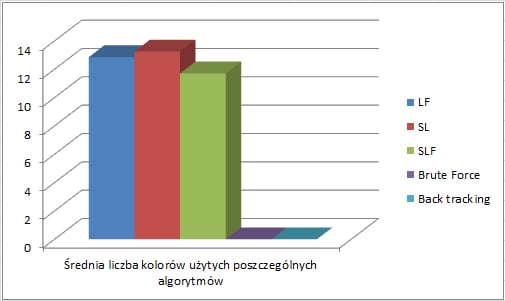 14
12
10
8
6
4
2
0
Średnia liczba kolorów użytych poszczególnych
algorytmów
LF
SL
SLF
Brute Force
Back tracking